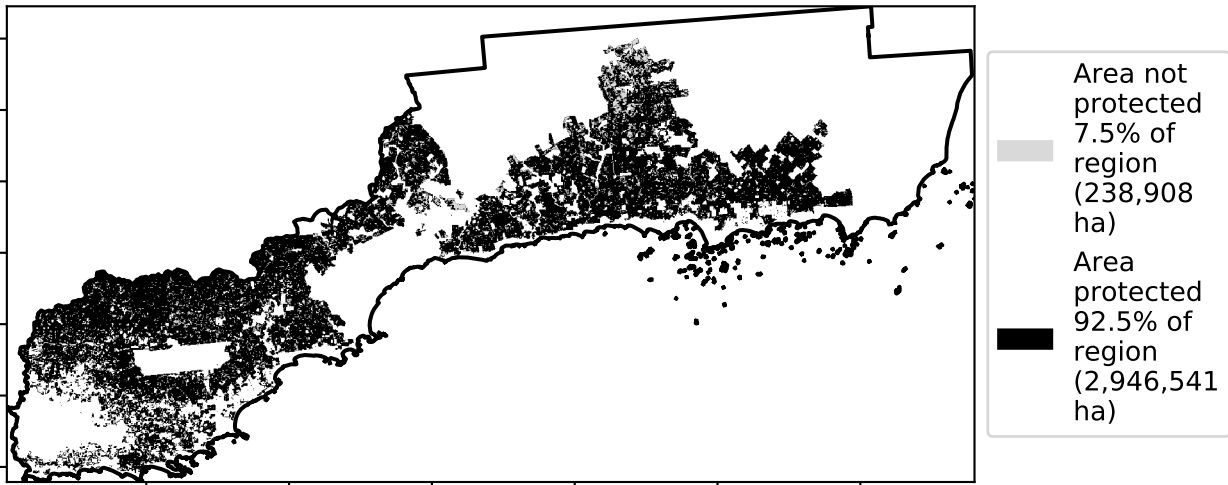 Area not
protected
7.5% of
region
(238,908
ha)
Area
protected
92.5% of
region
(2,946,541
ha)